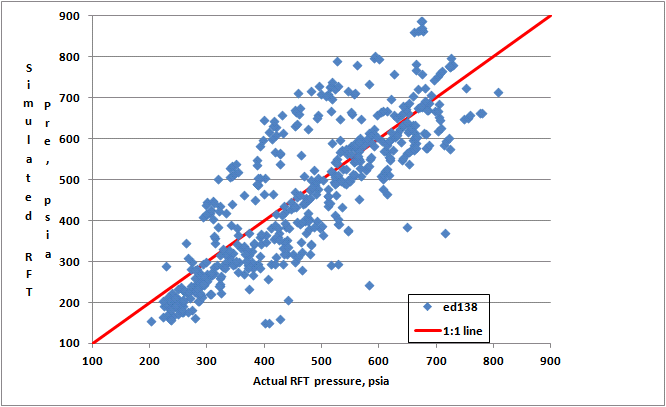 Simulated RFT
Pre, psia
900
800
700
600
500
400
300
200
100
100 200 300 400 500 600 700 800 900
Actual RFT pressure, psia
ed138
1:1 line